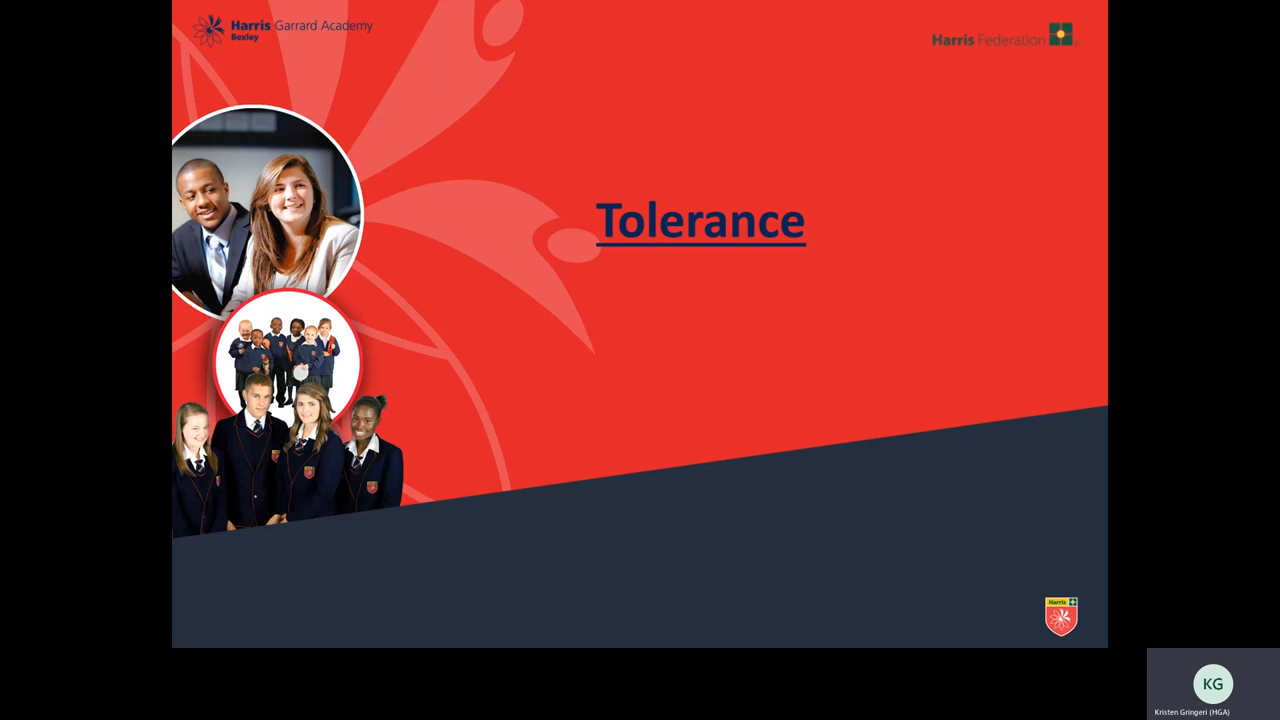 Harris Garrard Academy
Bexley
Harris Federation
Tolerance
Harris
KG
Kristen Gringeri (HGA)